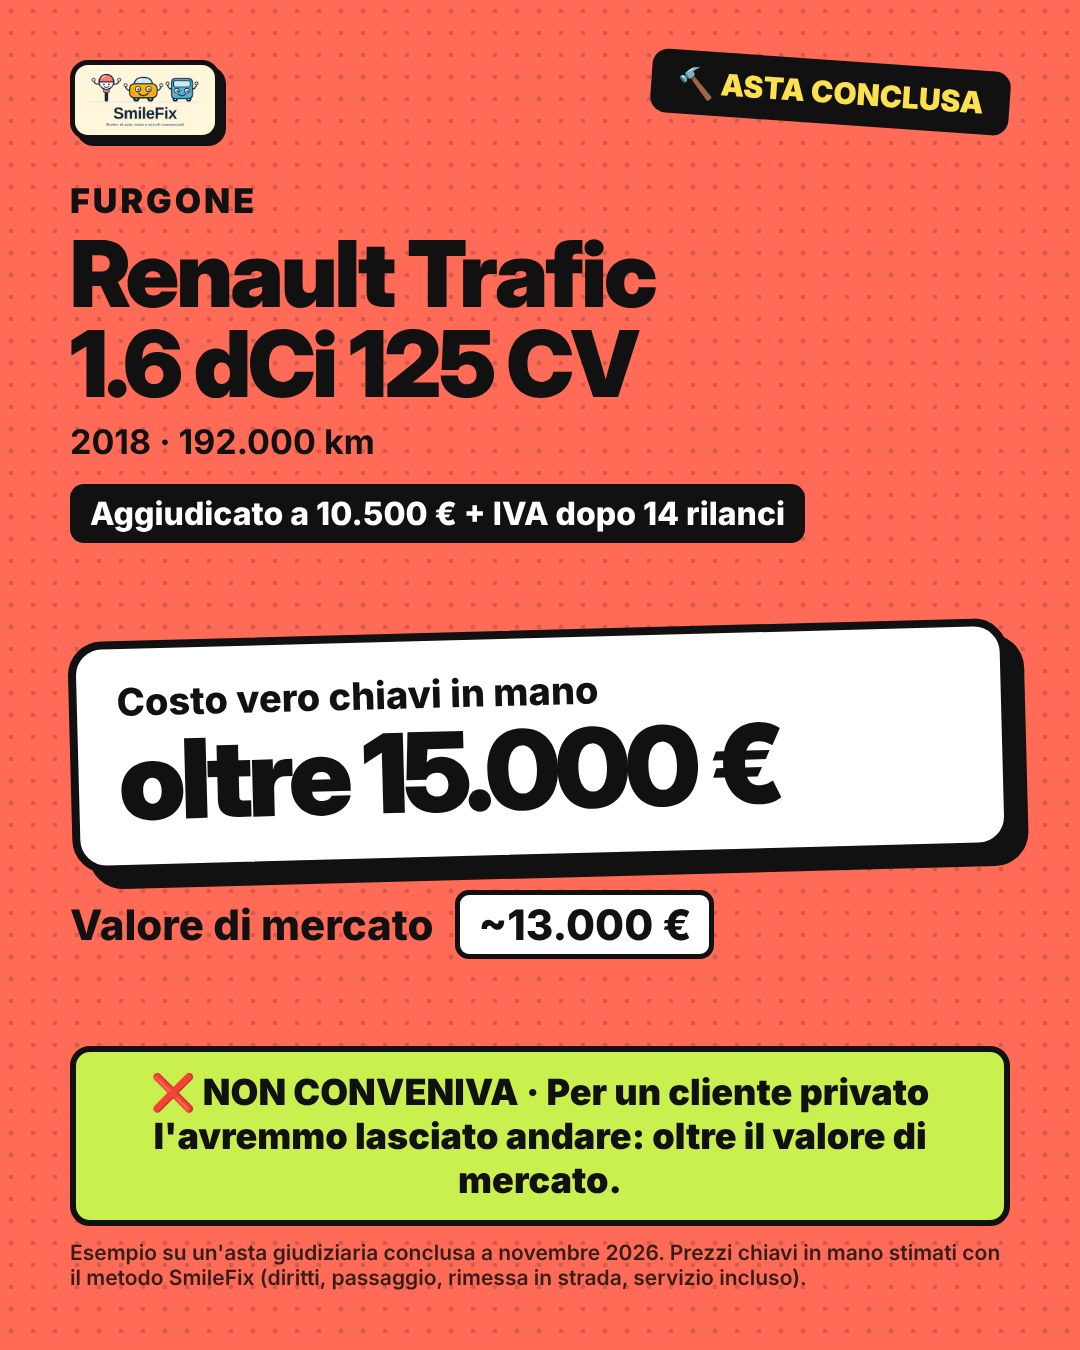 SmileFix
ASTA CONCLUSA
FURGONE
Renault Trafic
1.6 dCi 125 CV
2018 · 192.000 km
Aggiudicato a 10.500 € + IVA dopo 14 rilanci
Costo vero chiavi in mano
oltre 15.000 €
Valore di mercato ~13.000 €
❌ NON CONVENIVA · Per un cliente privato
l'avremmo lasciato andare: oltre il valore di
mercato.
Esempio su un'asta giudiziaria conclusa a novembre 2026. Prezzi chiavi in mano stimati con
il metodo SmileFix (diritti, passaggio, rimessa in strada, servizio incluso).